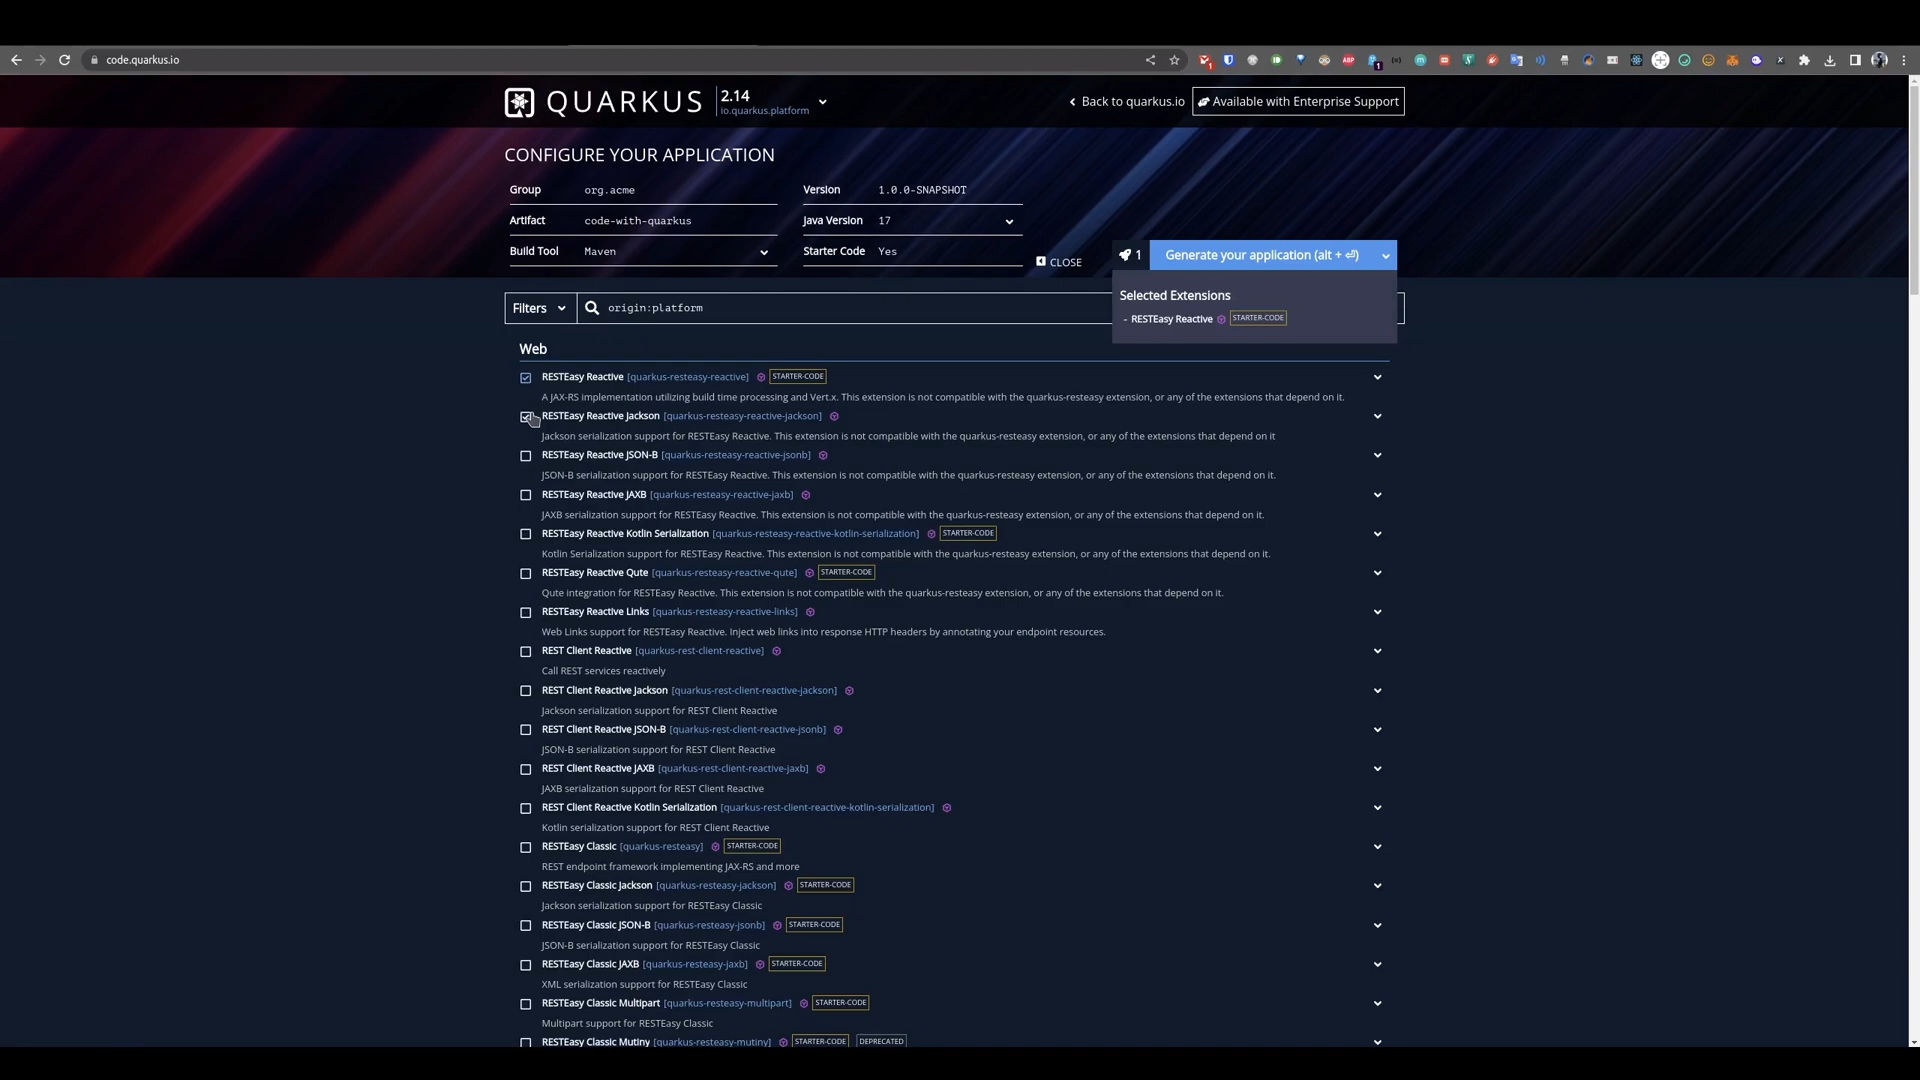 code.quarkus.io
QUARKUS
2.14
io.quarkus.platform
Back to quarkus.io
Available with Enterprise Support
CONFIGURE YOUR APPLICATION
Group org.acme
Version 1.0.0-SNAPSHOT
Artifact code-with-quarkus
Java Version 17
Build Tool Maven
Starter Code Yes
CLOSE
1 Generate your application (alt + ⏎)
Selected Extensions
- RESTEasy Reactive STARTER-CODE
Filters origin:platform
Web
RESTEasy Reactive [quarkus-resteasy-reactive] STARTER-CODE
A JAX-RS implementation utilizing build time processing and Vert.x. This extension is not compatible with the quarkus-resteasy extension, or any of the extensions that depend on it.
RESTEasy Reactive Jackson [quarkus-resteasy-reactive-jackson]
Jackson serialization support for RESTEasy Reactive. This extension is not compatible with the quarkus-resteasy extension, or any of the extensions that depend on it
RESTEasy Reactive JSON-B [quarkus-resteasy-reactive-jsonb]
JSON-B serialization support for RESTEasy Reactive. This extension is not compatible with the quarkus-resteasy extension, or any of the extensions that depend on it.
RESTEasy Reactive JAXB [quarkus-resteasy-reactive-jaxb]
JAXB serialization support for RESTEasy Reactive. This extension is not compatible with the quarkus-resteasy extension, or any of the extensions that depend on it.
RESTEasy Reactive Kotlin Serialization [quarkus-resteasy-reactive-kotlin-serialization] STARTER-CODE
Kotlin Serialization support for RESTEasy Reactive. This extension is not compatible with the quarkus-resteasy extension, or any of the extensions that depend on it.
RESTEasy Reactive Qute [quarkus-resteasy-reactive-qute] STARTER-CODE
Qute integration for RESTEasy Reactive. This extension is not compatible with the quarkus-resteasy extension, or any of the extensions that depend on it.
RESTEasy Reactive Links [quarkus-resteasy-reactive-links]
Web Links support for RESTEasy Reactive. Inject web links into response HTTP headers by annotating your endpoint resources.
REST Client Reactive [quarkus-rest-client-reactive]
Call REST services reactively
REST Client Reactive Jackson [quarkus-rest-client-reactive-jackson]
Jackson serialization support for REST Client Reactive
REST Client Reactive JSON-B [quarkus-rest-client-reactive-jsonb]
JSON-B serialization support for REST Client Reactive
REST Client Reactive JAXB [quarkus-rest-client-reactive-jaxb]
JAXB serialization support for REST Client Reactive
REST Client Reactive Kotlin Serialization [quarkus-rest-client-reactive-kotlin-serialization]
Kotlin serialization support for REST Client Reactive
RESTEasy Classic [quarkus-resteasy] STARTER-CODE
REST endpoint framework implementing JAX-RS and more
RESTEasy Classic Jackson [quarkus-resteasy-jackson] STARTER-CODE
Jackson serialization support for RESTEasy Classic
RESTEasy Classic JSON-B [quarkus-resteasy-jsonb] STARTER-CODE
JSON-B serialization support for RESTEasy Classic
RESTEasy Classic JAXB [quarkus-resteasy-jaxb] STARTER-CODE
XML serialization support for RESTEasy Classic
RESTEasy Classic Multipart [quarkus-resteasy-multipart] STARTER-CODE
Multipart support for RESTEasy Classic
RESTEasy Classic Mutiny [quarkus-resteasy-mutiny] STARTER-CODE DEPRECATED